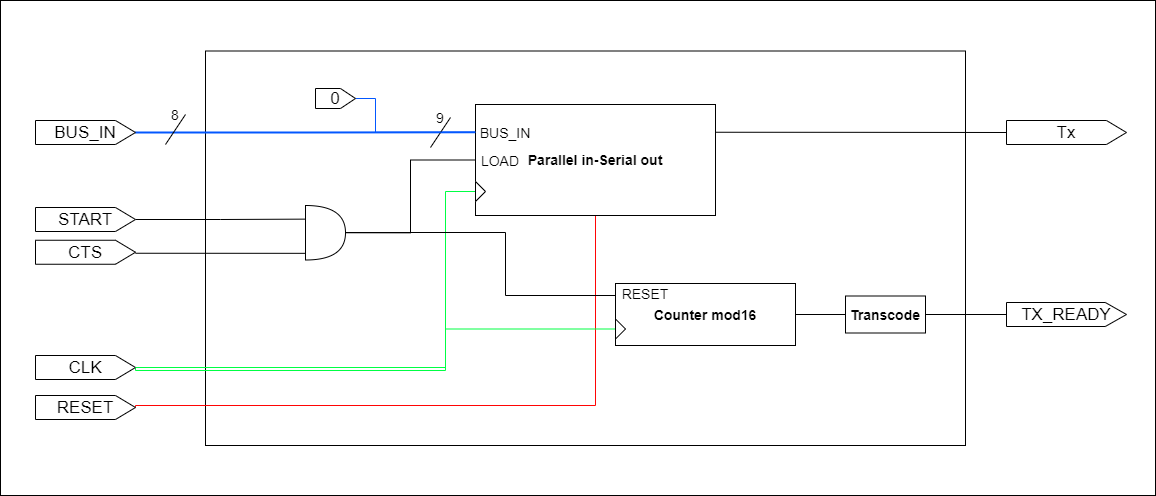 0
8
9
BUS_IN
BUS_IN
Tx
LOAD
Parallel in-Serial out
START
CTS
RESET
Counter mod16
Transcode
TX_READY
CLK
RESET